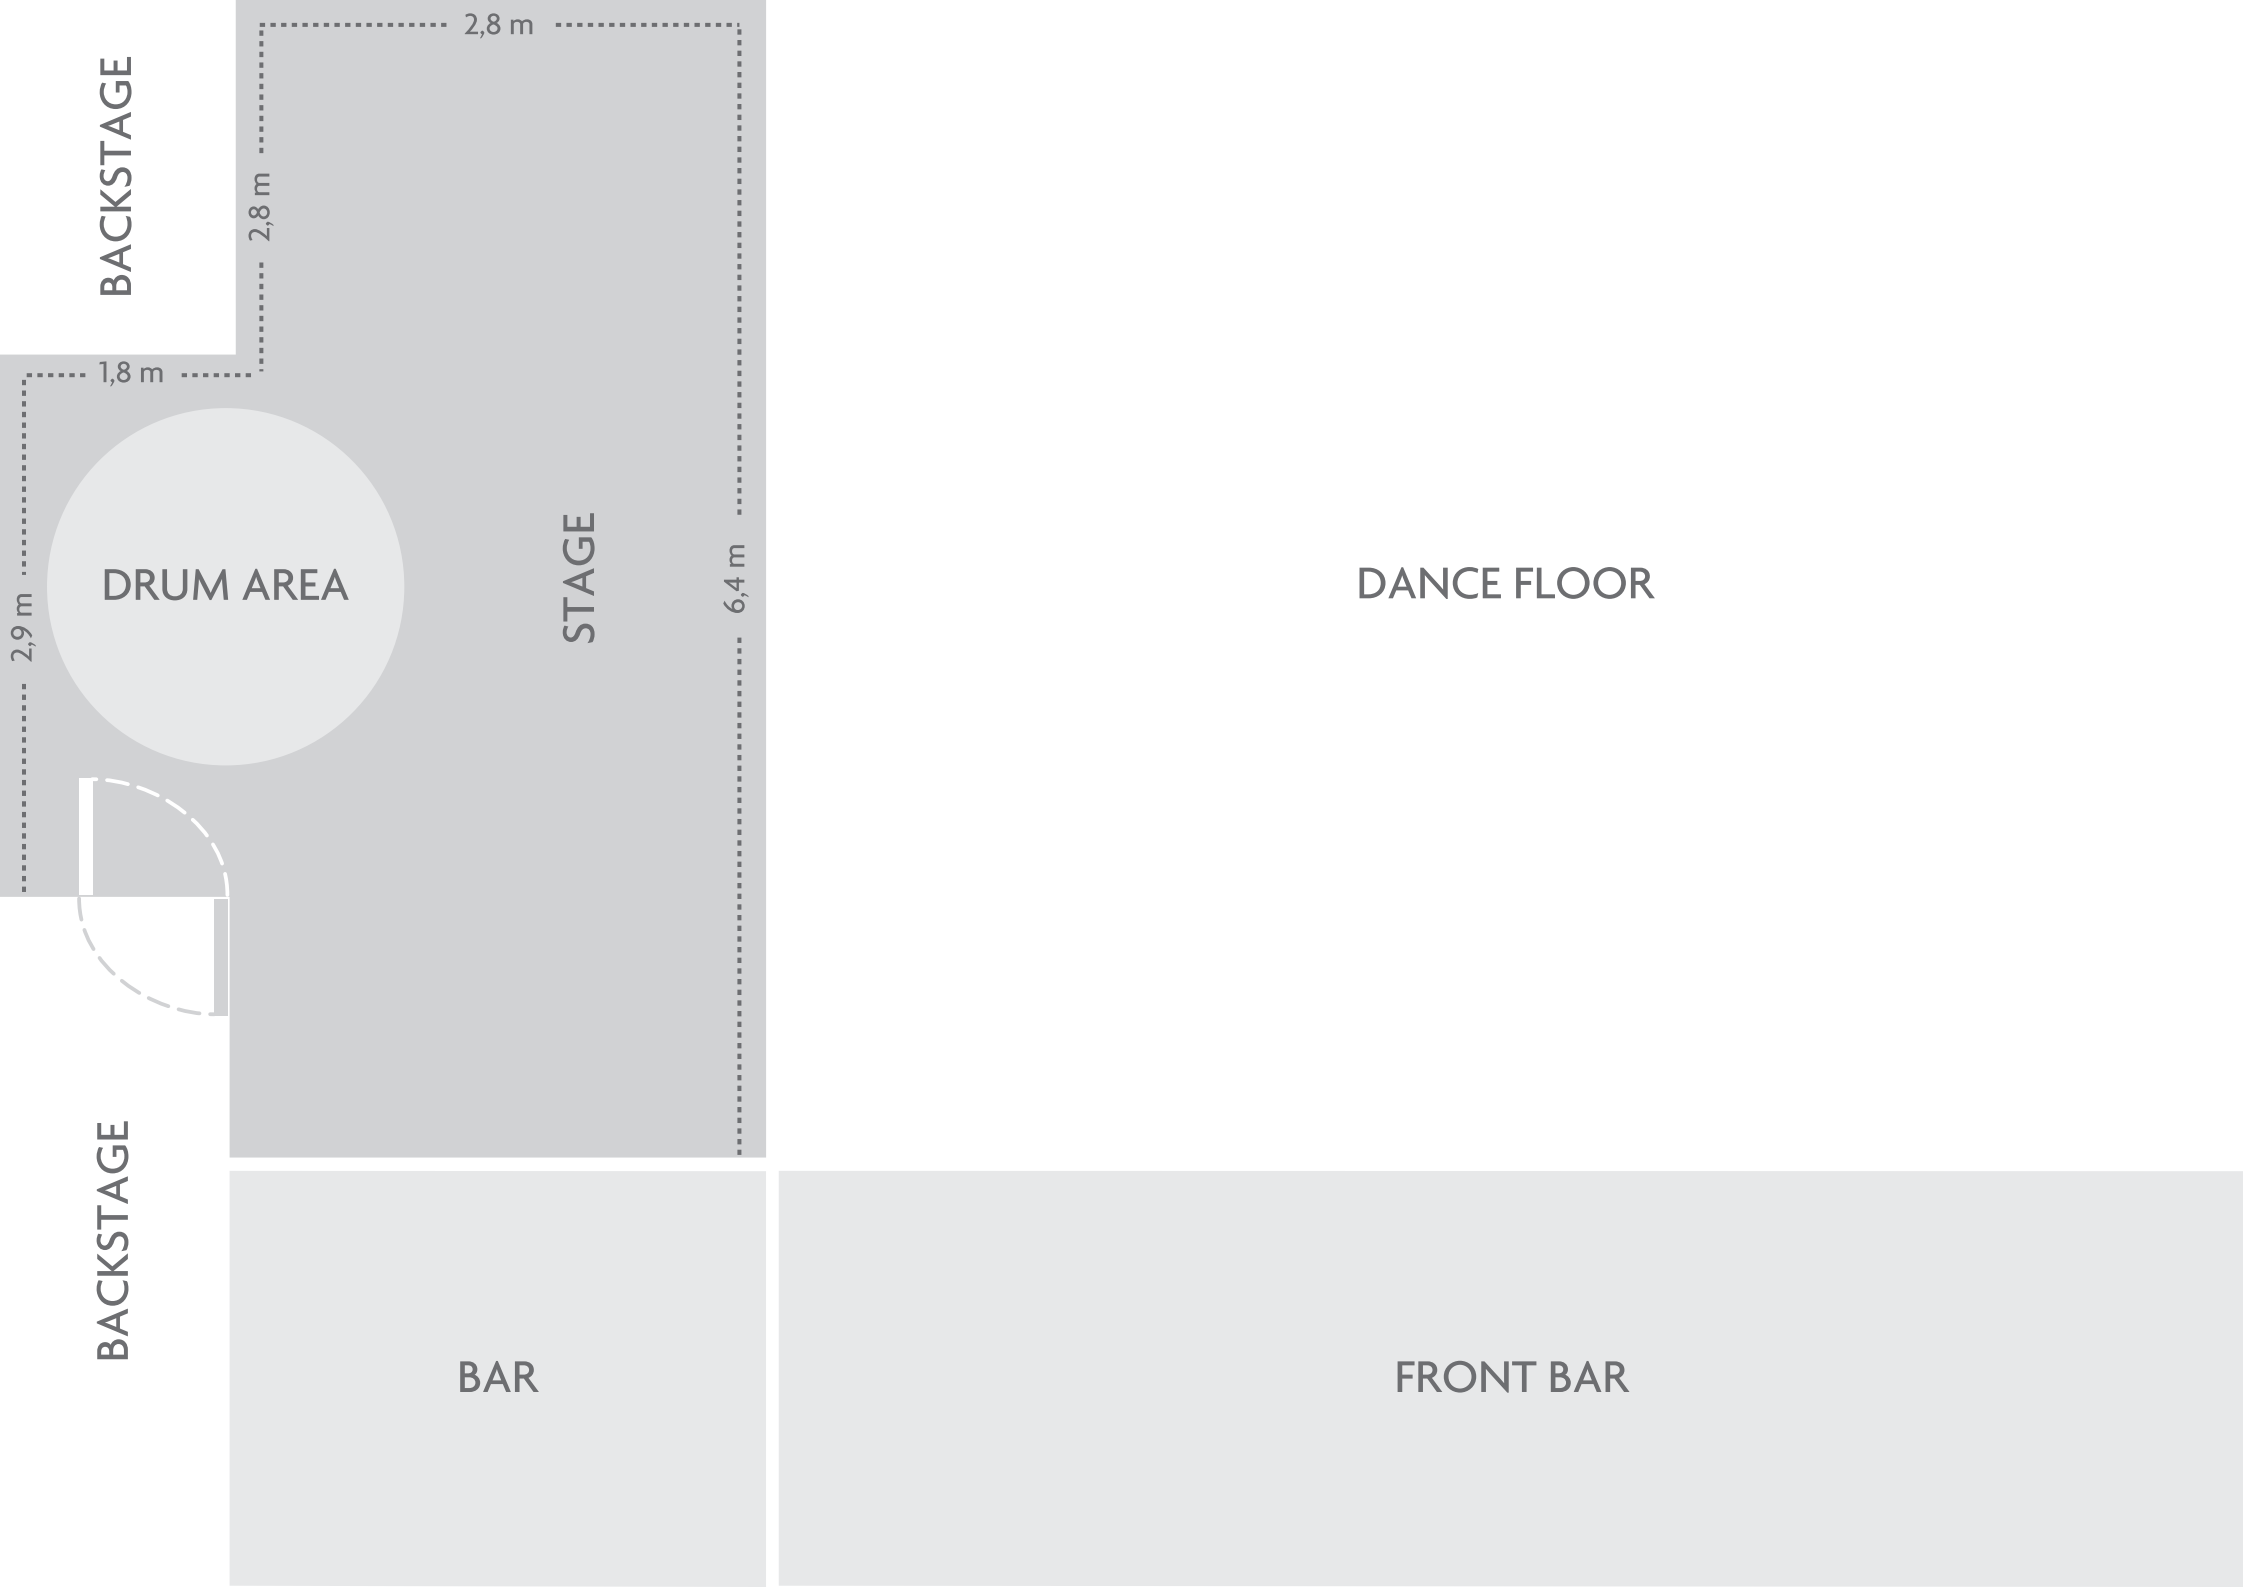 2,8 m
BACKSTAGE
2,8 m
1,8 m
DRUM AREA
STAGE
6,4 m
2,9 m
DANCE FLOOR
BACKSTAGE
BAR
FRONT BAR